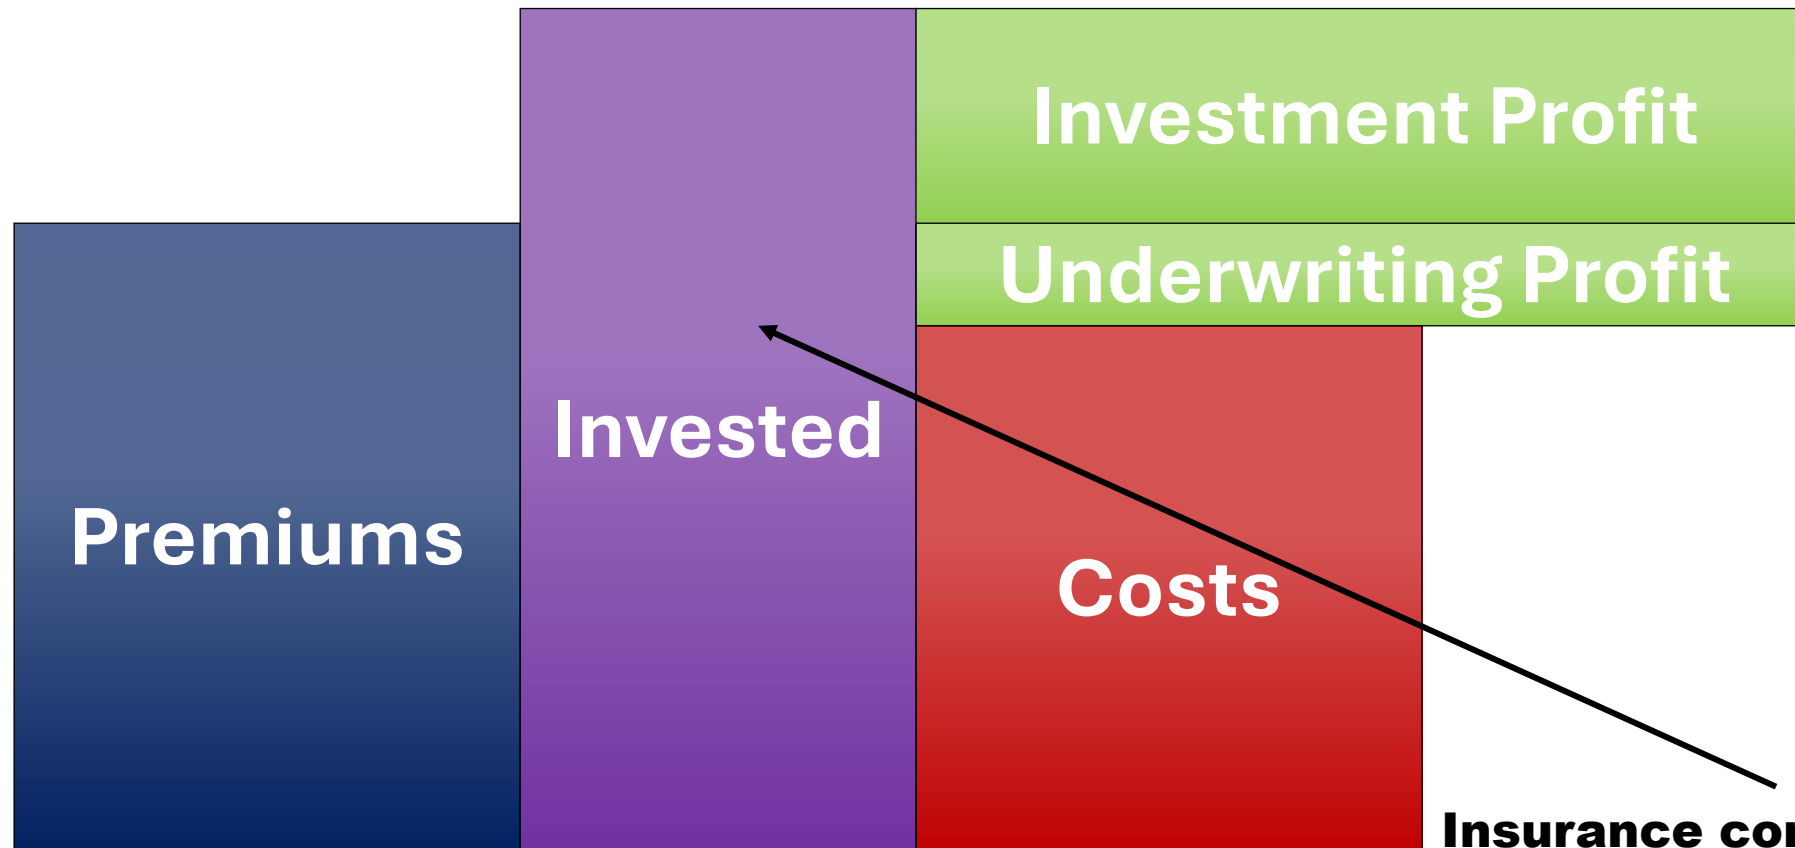 Investment Profit
Underwriting Profit
Invested
Premiums
Costs
Insurance